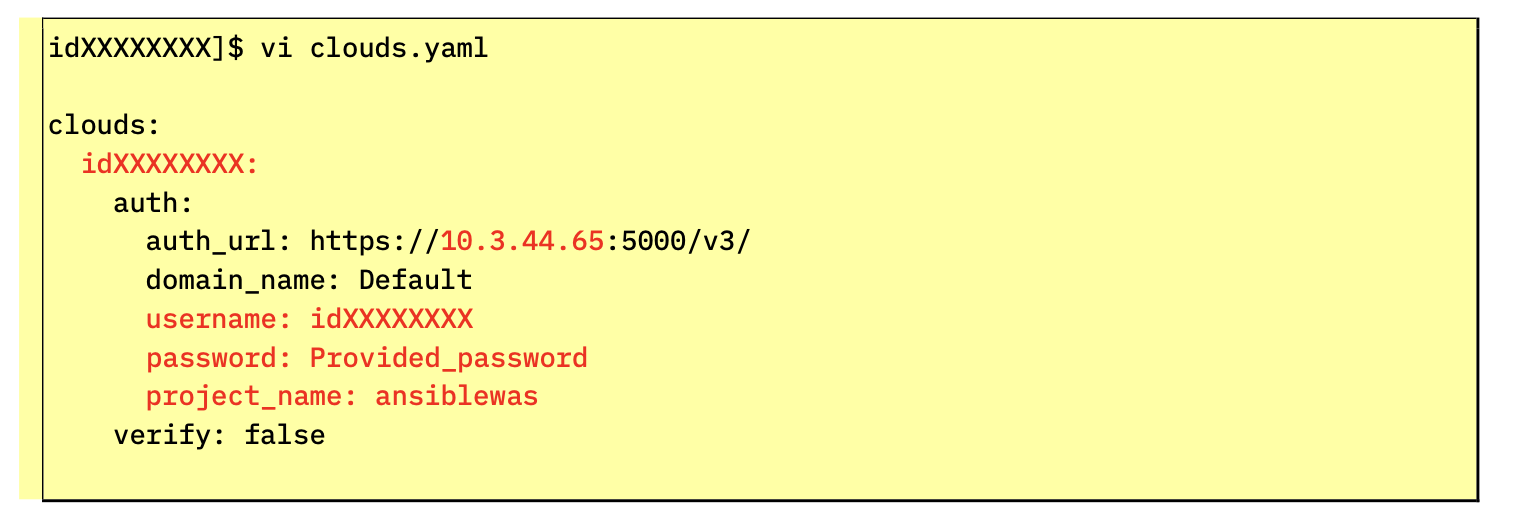 idXXXXXXXX]$ vi clouds.yaml
clouds:
  idXXXXXXXX:
    auth:
      auth_url: https://10.3.44.65:5000/v3/
      domain_name: Default
      username: idXXXXXXXX
      password: Provided_password
      project_name: ansiblewas
    verify: false